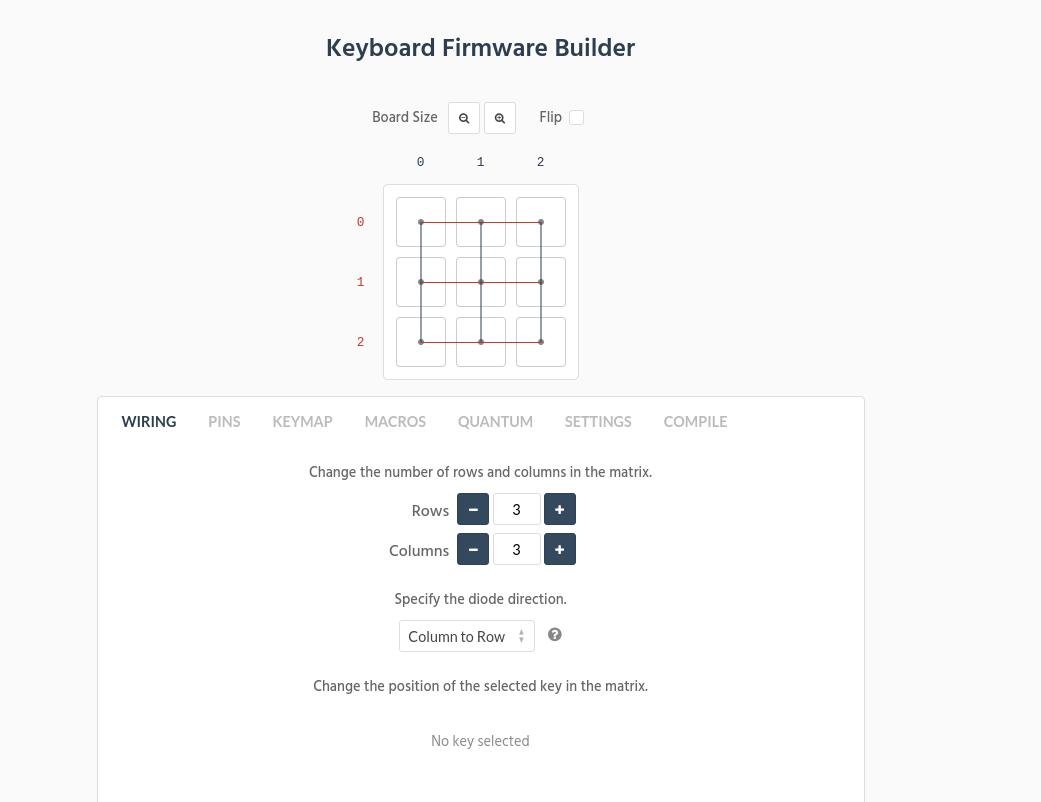 Keyboard Firmware Builder
Board Size Flip
0 1 2
0
1
2
WIRING PINS KEYMAP MACROS QUANTUM SETTINGS COMPILE
Change the number of rows and columns in the matrix.
Rows − 3 +
Columns − 3 +
Specify the diode direction.
Column to Row ?
Change the position of the selected key in the matrix.
No key selected